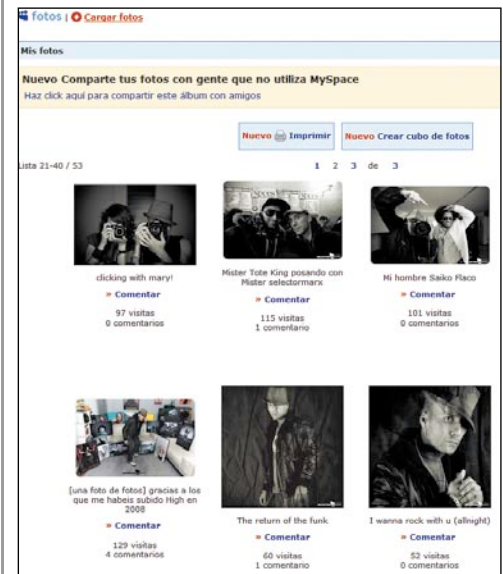 fotos | Cargar fotos
Mis fotos
Nuevo Comparte tus fotos con gente que no utiliza MySpace
Haz click aquí para compartir este álbum con amigos
Nuevo Imprimir
Nuevo Crear cubo de fotos
Lista 21-40 / 53
1 2 3 de 3
clicking with mary!
» Comentar
97 visitas
0 comentarios
Mister Tote King posando con
Mister selectormarx
» Comentar
115 visitas
1 comentario
Mi hombre Saiko Flaco
» Comentar
101 visitas
0 comentarios
[una foto de fotos] gracias a los
que me habeis subido High en
2008
» Comentar
129 visitas
4 comentarios
The return of the funk
» Comentar
60 visitas
1 comentario
I wanna rock with u (allnight)
» Comentar
52 visitas
0 comentarios